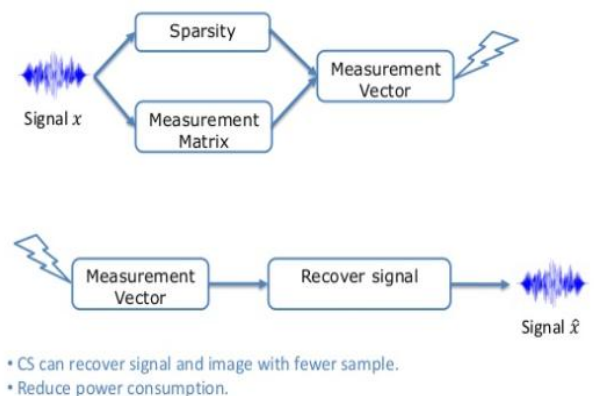 Sparsity
Signal x
Measurement
Matrix
Measurement
Vector
Measurement
Vector
Recover signal
Signal x̂
• CS can recover signal and image with fewer sample.
• Reduce power consumption.